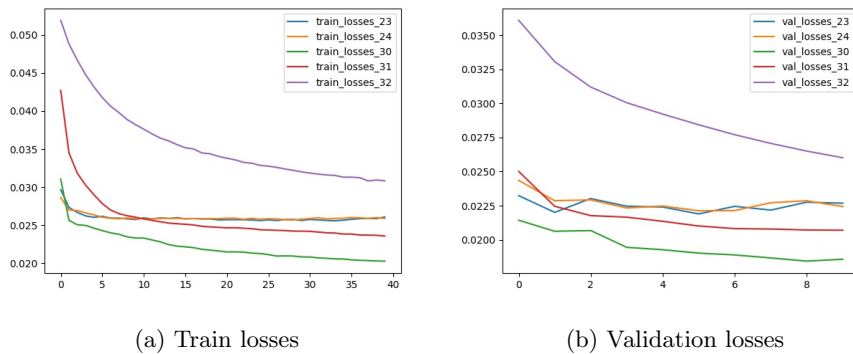 0.050
0.045
0.040
0.035
0.030
0.025
0.020
0
5
10
15
20
25
30
35
40
train_losses_23
train_losses_24
train_losses_30
train_losses_31
train_losses_32
(a) Train losses
0.0350
0.0325
0.0300
0.0275
0.0250
0.0225
0.0200
0
2
4
6
8
val_losses_23
val_losses_24
val_losses_30
val_losses_31
val_losses_32
(b) Validation losses